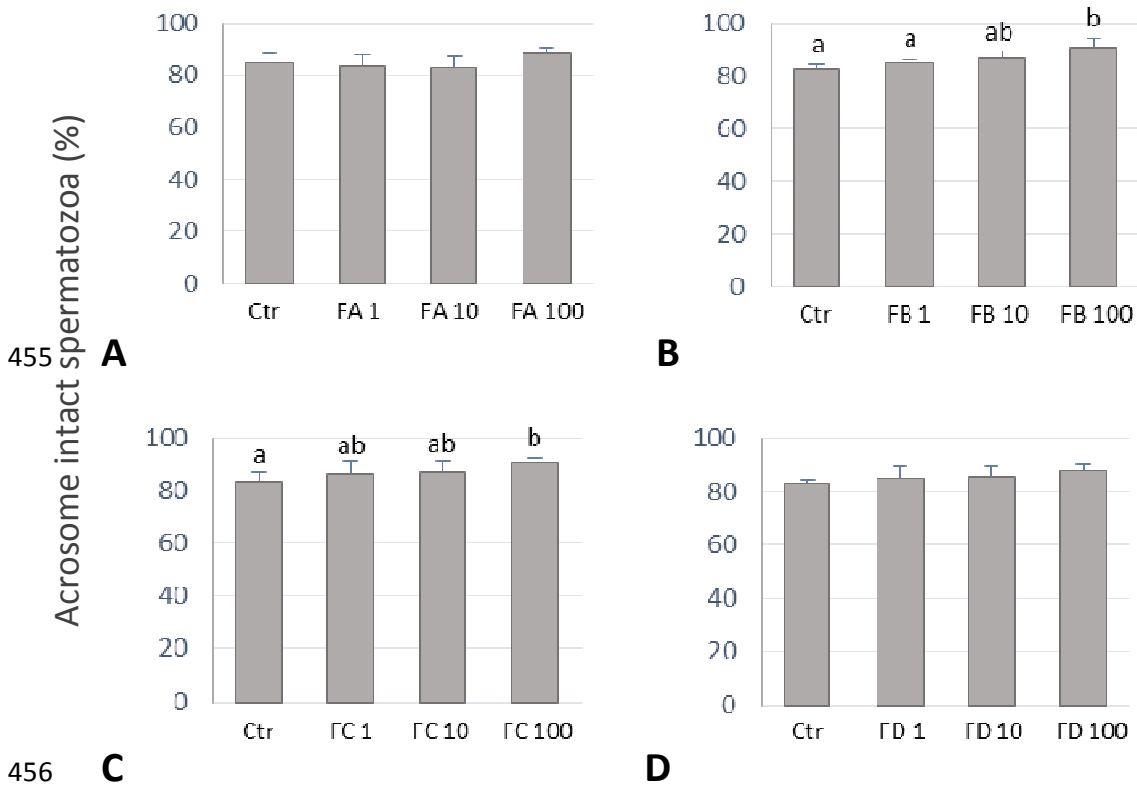 Acrosome intact spermatozoa (%)
100
80
60
40
20
0
Ctr FA 1 FA 10 FA 100
455 A
100
80
60
40
20
0
a a ab b
Ctr FB 1 FB 10 FB 100
B
100
80
60
40
20
0
a ab ab b
Ctr FC 1 FC 10 FC 100
456 C
100
80
60
40
20
0
Ctr FD 1 FD 10 FD 100
D